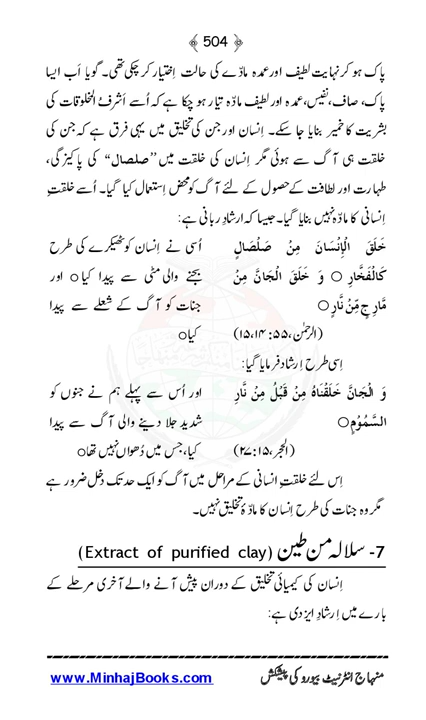 ﴿ 504 ﴾
پاک ہو کر نہایت لطیف اور عمدہ مادّے کی حالت اِختیار کر چکی تھی۔ گویا اَب ایسا
پاک، صاف، نفیس، عمدہ اور لطیف مادّہ تیار ہو چکا ہے کہ اُسے اَشرفُ المخلوقات کی
بشریت کا خمیر بنایا جا سکے۔ اِنسان اور جن کی تخلیق میں یہی فرق ہے کہ جن کی
خلقت ہی آگ سے ہوئی مگر اِنسان کی خلقت میں ”صلصال“ کی پاکیزگی،
طہارت اور لطافت کے حصول کے لئے آگ کو محض اِستعمال کیا گیا۔ اُسے خلقتِ
اِنسانی کا مادّہ نہیں بنایا گیا۔ جیسا کہ اِرشادِ ربانی ہے:
خَلَقَ الْإِنْسَانَ مِنْ صَلْصَالٍ اُسی نے اِنسان کو ٹھیکرے کی طرح
كَالْفَخَّارِ ○ وَ خَلَقَ الْجَانَّ مِنْ بجنے والی مٹی سے پیدا کیا○ اور
مَّارِجٍ مِّنْ نَّارٍ ○ جنات کو آگ کے شعلے سے پیدا
(الرحمٰن، ۵۵: ۱۴، ۱۵) کیا○
اِسی طرح اِرشاد فرمایا گیا:
وَ الْجَانَّ خَلَقْنَاهُ مِنْ قَبْلُ مِنْ نَّارِ اور اُس سے پہلے ہم نے جنوں کو
السَّمُوْمِ ○ شدید جلا دینے والی آگ سے پیدا
(الحجر، ۱۵: ۲۷) کیا، جس میں دُھواں نہیں تھا○
اِس لئے خلقتِ اِنسانی کے مراحل میں آگ کو ایک حد تک دخل ضرور ہے
مگر وہ جنات کی طرح اِنسان کا مادّۂ تخلیق نہیں۔
7- سلالہ من طین (Extract of purified clay)
اِنسان کی کیمیائی تخلیق کے دوران پیش آنے والے آخری مرحلے کے
بارے میں اِرشادِ ایزدی ہے:
منہاج انٹرنیٹ بیورو کی پیشکش www.MinhajBooks.com